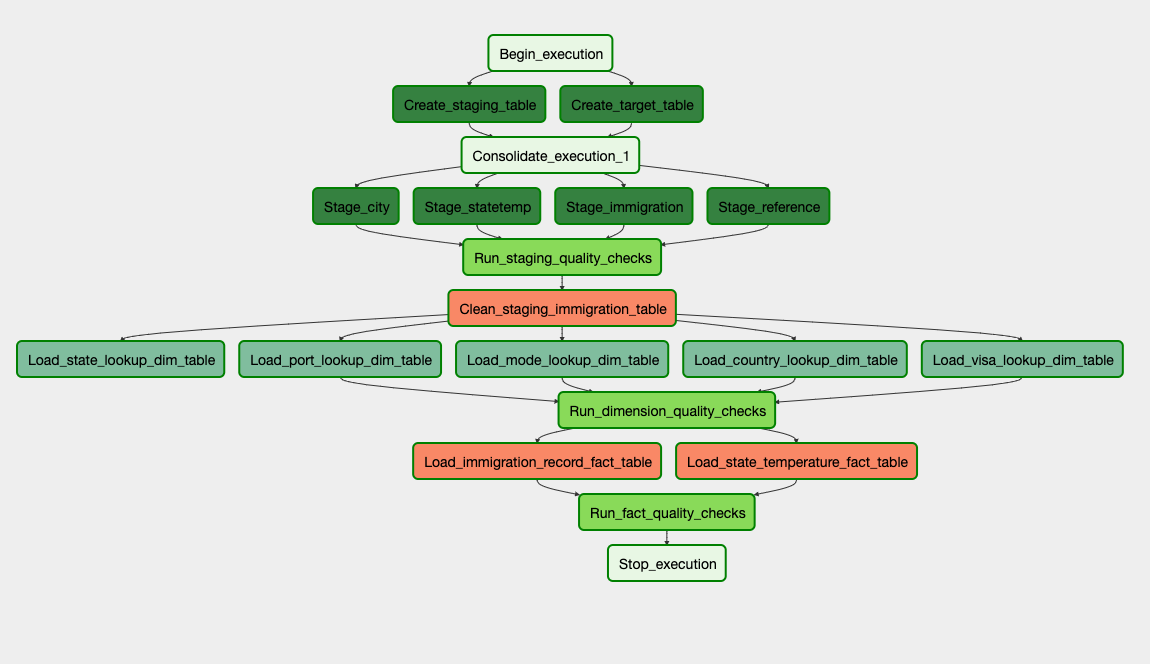 Begin_execution
Create_staging_table
Create_target_table
Consolidate_execution_1
Stage_city
Stage_statetemp
Stage_immigration
Stage_reference
Run_staging_quality_checks
Clean_staging_immigration_table
Load_state_lookup_dim_table
Load_port_lookup_dim_table
Load_mode_lookup_dim_table
Load_country_lookup_dim_table
Load_visa_lookup_dim_table
Run_dimension_quality_checks
Load_immigration_record_fact_table
Load_state_temperature_fact_table
Run_fact_quality_checks
Stop_execution